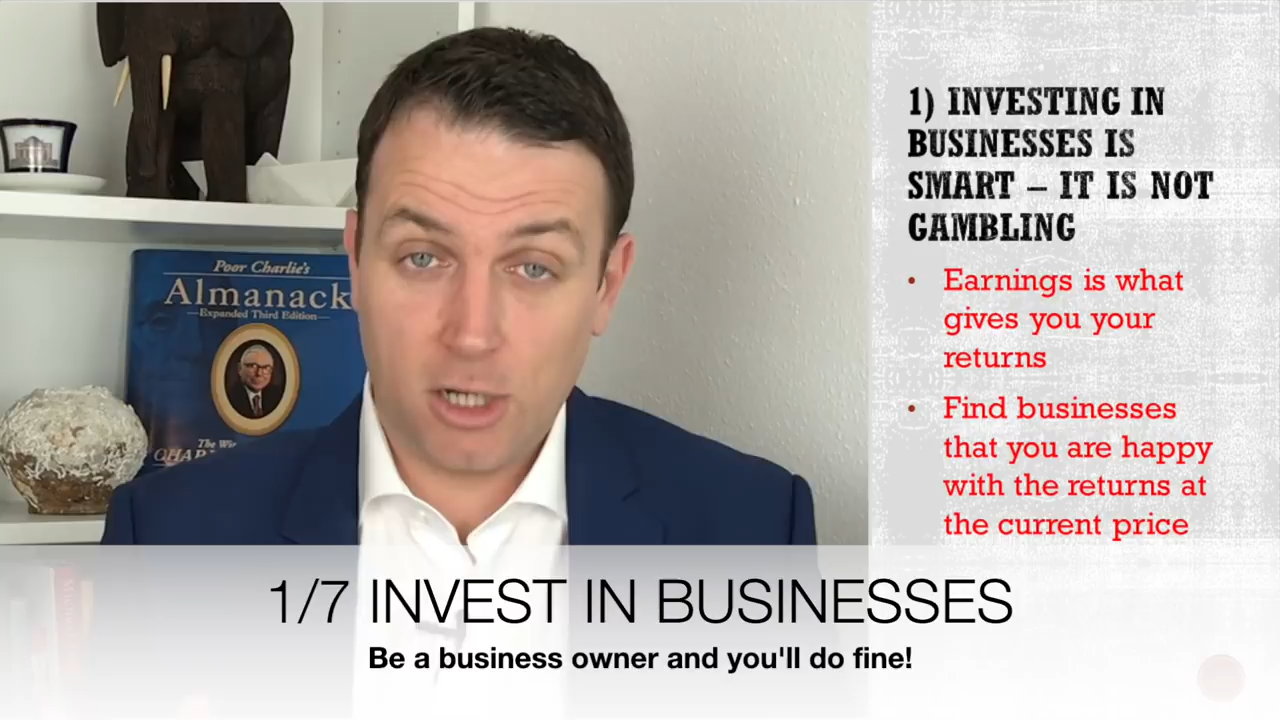 Poor Charlie's
Almanack
—Expanded Third Edition—
The
1) INVESTING IN
BUSINESSES IS
SMART – IT IS NOT
GAMBLING
• Earnings is what
gives you your
returns
• Find businesses
that you are happy
with the returns at
the current price
1/7 INVEST IN BUSINESSES
Be a business owner and you'll do fine!